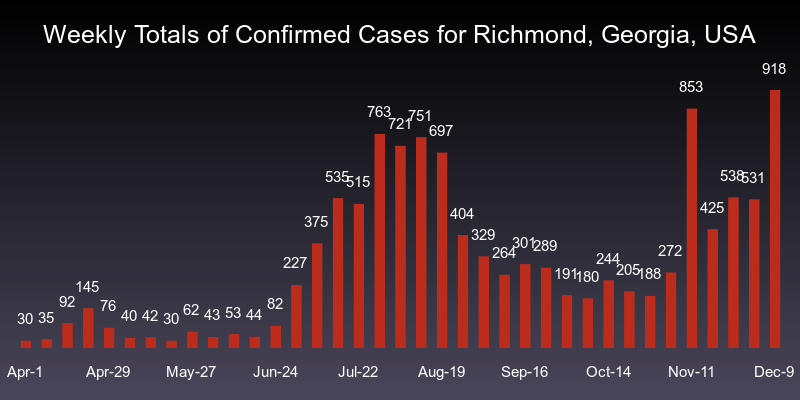 Weekly Totals of Confirmed Cases for Richmond, Georgia, USA
30 35 92 145 76 40 42 30 62 43 53 44 82 227 375 535 515 763 721 751 697 404 329 264 301 289 191 180 244 205 188 272 853 425 538 531 918
Apr-1 Apr-29 May-27 Jun-24 Jul-22 Aug-19 Sep-16 Oct-14 Nov-11 Dec-9